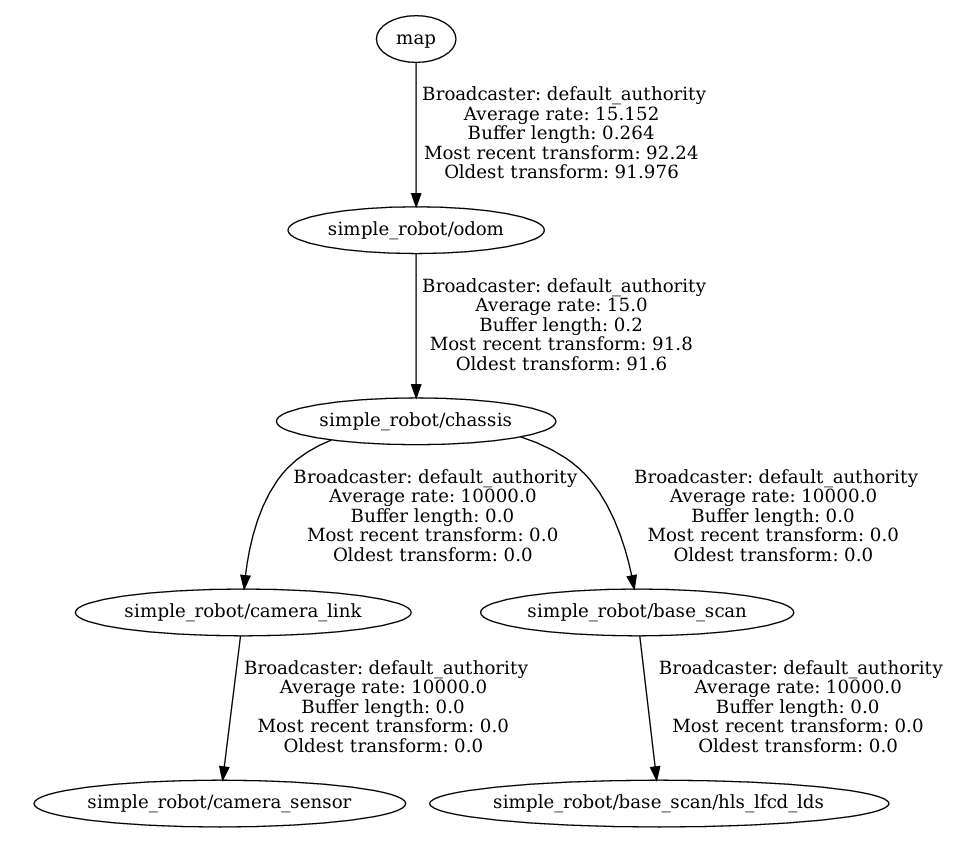 map
Broadcaster: default_authority
Average rate: 15.152
Buffer length: 0.264
Most recent transform: 92.24
Oldest transform: 91.976
simple_robot/odom
Broadcaster: default_authority
Average rate: 15.0
Buffer length: 0.2
Most recent transform: 91.8
Oldest transform: 91.6
simple_robot/chassis
Broadcaster: default_authority
Average rate: 10000.0
Buffer length: 0.0
Most recent transform: 0.0
Oldest transform: 0.0
Broadcaster: default_authority
Average rate: 10000.0
Buffer length: 0.0
Most recent transform: 0.0
Oldest transform: 0.0
simple_robot/camera_link
simple_robot/base_scan
Broadcaster: default_authority
Average rate: 10000.0
Buffer length: 0.0
Most recent transform: 0.0
Oldest transform: 0.0
Broadcaster: default_authority
Average rate: 10000.0
Buffer length: 0.0
Most recent transform: 0.0
Oldest transform: 0.0
simple_robot/camera_sensor
simple_robot/base_scan/hls_lfcd_lds